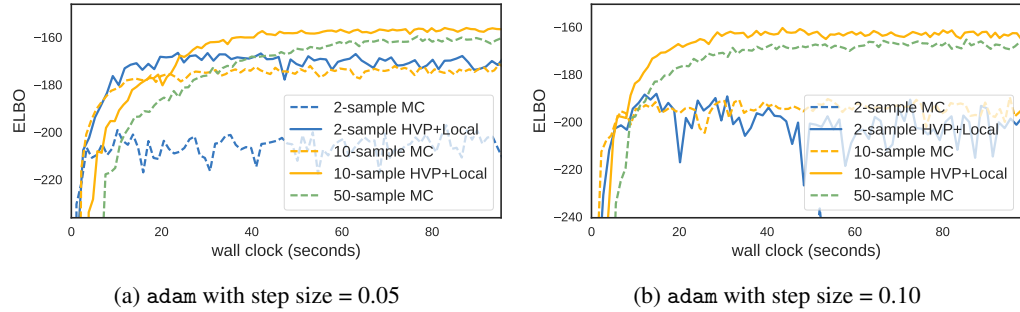 ELBO
−160
−180
−200
−220
0
20
40
60
80
wall clock (seconds)
2-sample MC
2-sample HVP+Local
10-sample MC
10-sample HVP+Local
50-sample MC
(a) adam with step size = 0.05
ELBO
−160
−180
−200
−220
−240
0
20
40
60
80
wall clock (seconds)
2-sample MC
2-sample HVP+Local
10-sample MC
10-sample HVP+Local
50-sample MC
(b) adam with step size = 0.10